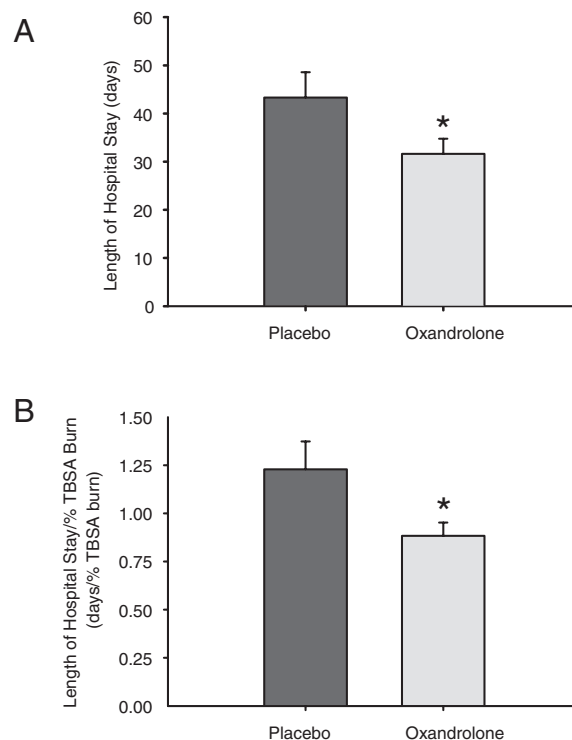 A
Length of Hospital Stay (days)
60
50
40
30
20
10
0
*
Placebo
Oxandrolone
B
Length of Hospital Stay/% TBSA Burn
(days/% TBSA burn)
1.50
1.25
1.00
0.75
0.50
0.25
0.00
*
Placebo
Oxandrolone